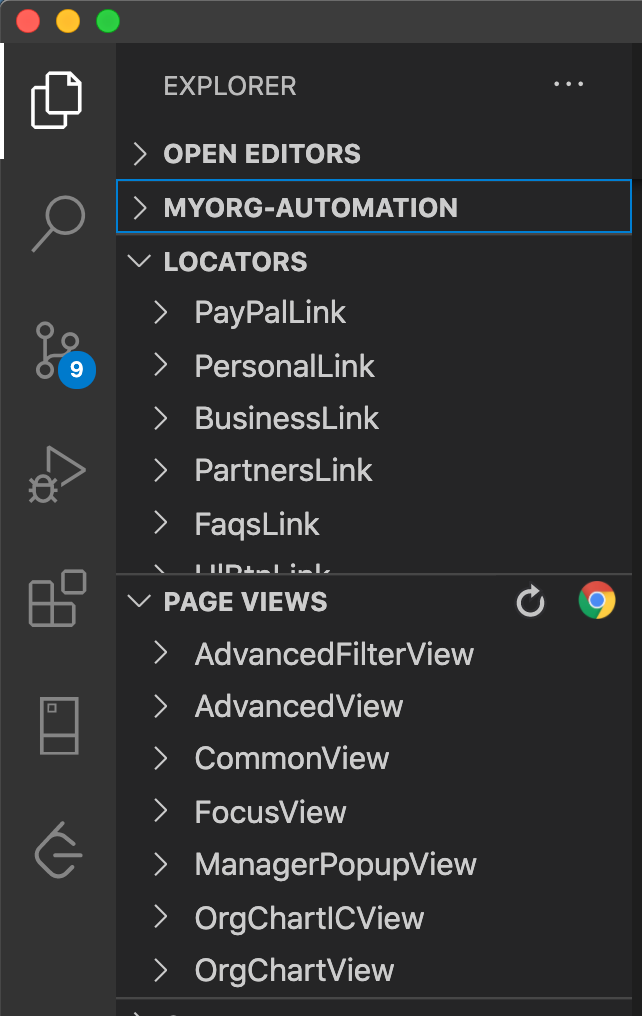 EXPLORER
OPEN EDITORS
MYORG-AUTOMATION
LOCATORS
PayPalLink
PersonalLink
BusinessLink
PartnersLink
FaqsLink
9
PAGE VIEWS
AdvancedFilterView
AdvancedView
CommonView
FocusView
ManagerPopupView
OrgChartICView
OrgChartView